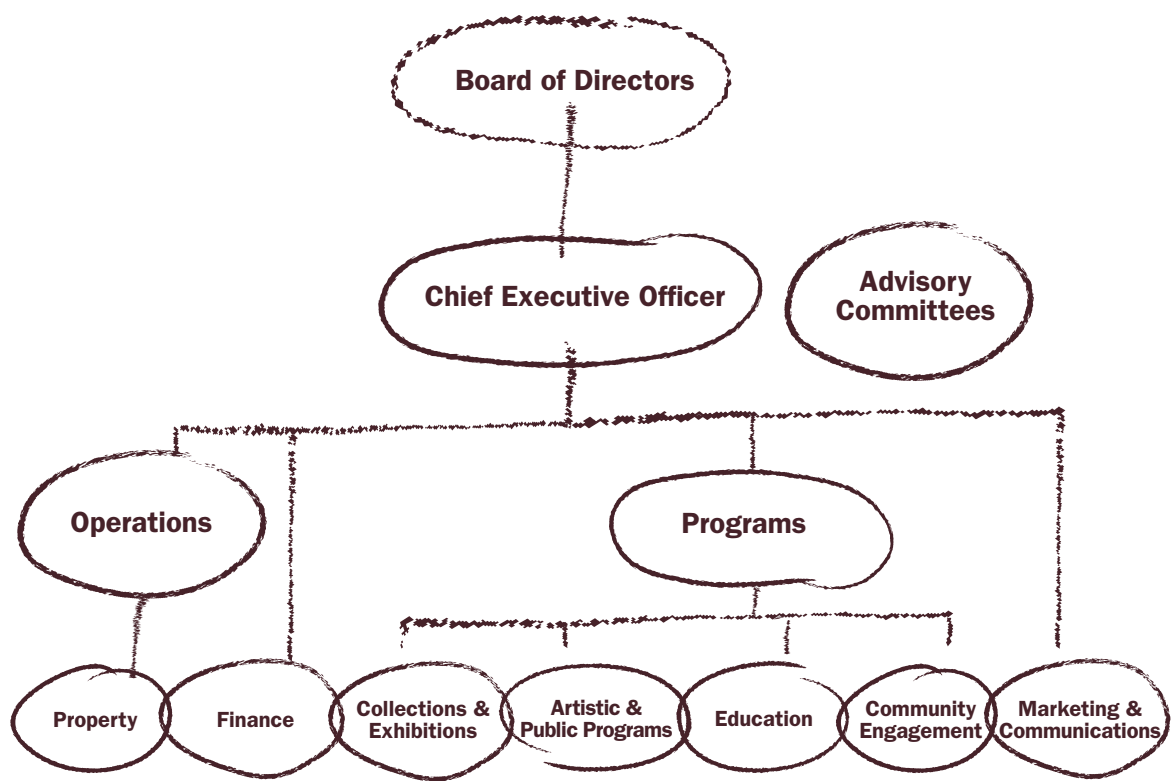 Board of Directors
Chief Executive Officer
Advisory
Committees
Operations
Programs
Property
Finance
Collections &
Exhibitions
Artistic &
Public Programs
Education
Community
Engagement
Marketing &
Communications